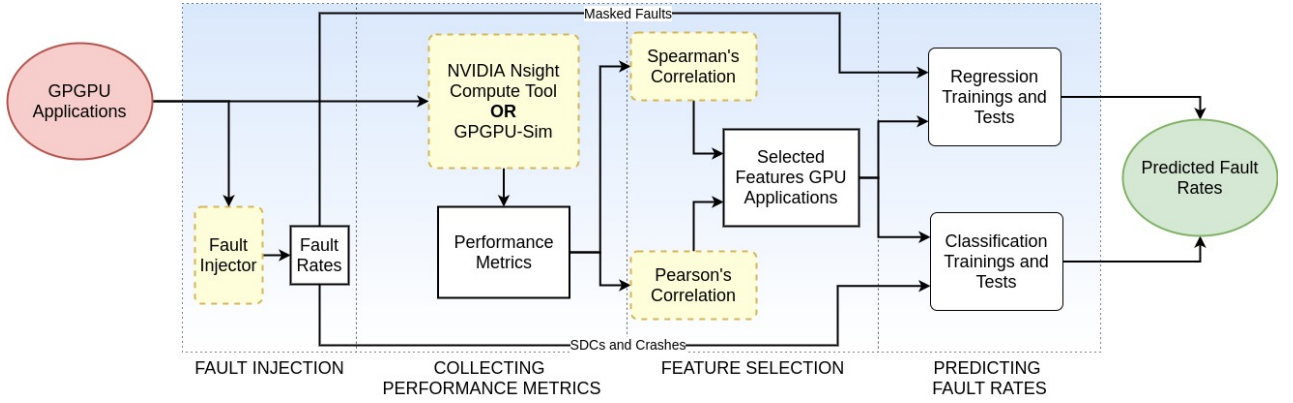 Masked Faults
GPGPU
Applications
NVIDIA Nsight
Compute Tool
OR
GPGPU-Sim
Spearman's
Correlation
Regression
Trainings and
Tests
Selected
Features GPU
Applications
Predicted Fault
Rates
Fault
Injector
Fault
Rates
Performance
Metrics
Pearson's
Correlation
Classification
Trainings and
Tests
SDCs and Crashes
FAULT INJECTION
COLLECTING
PERFORMANCE METRICS
FEATURE SELECTION
PREDICTING
FAULT RATES